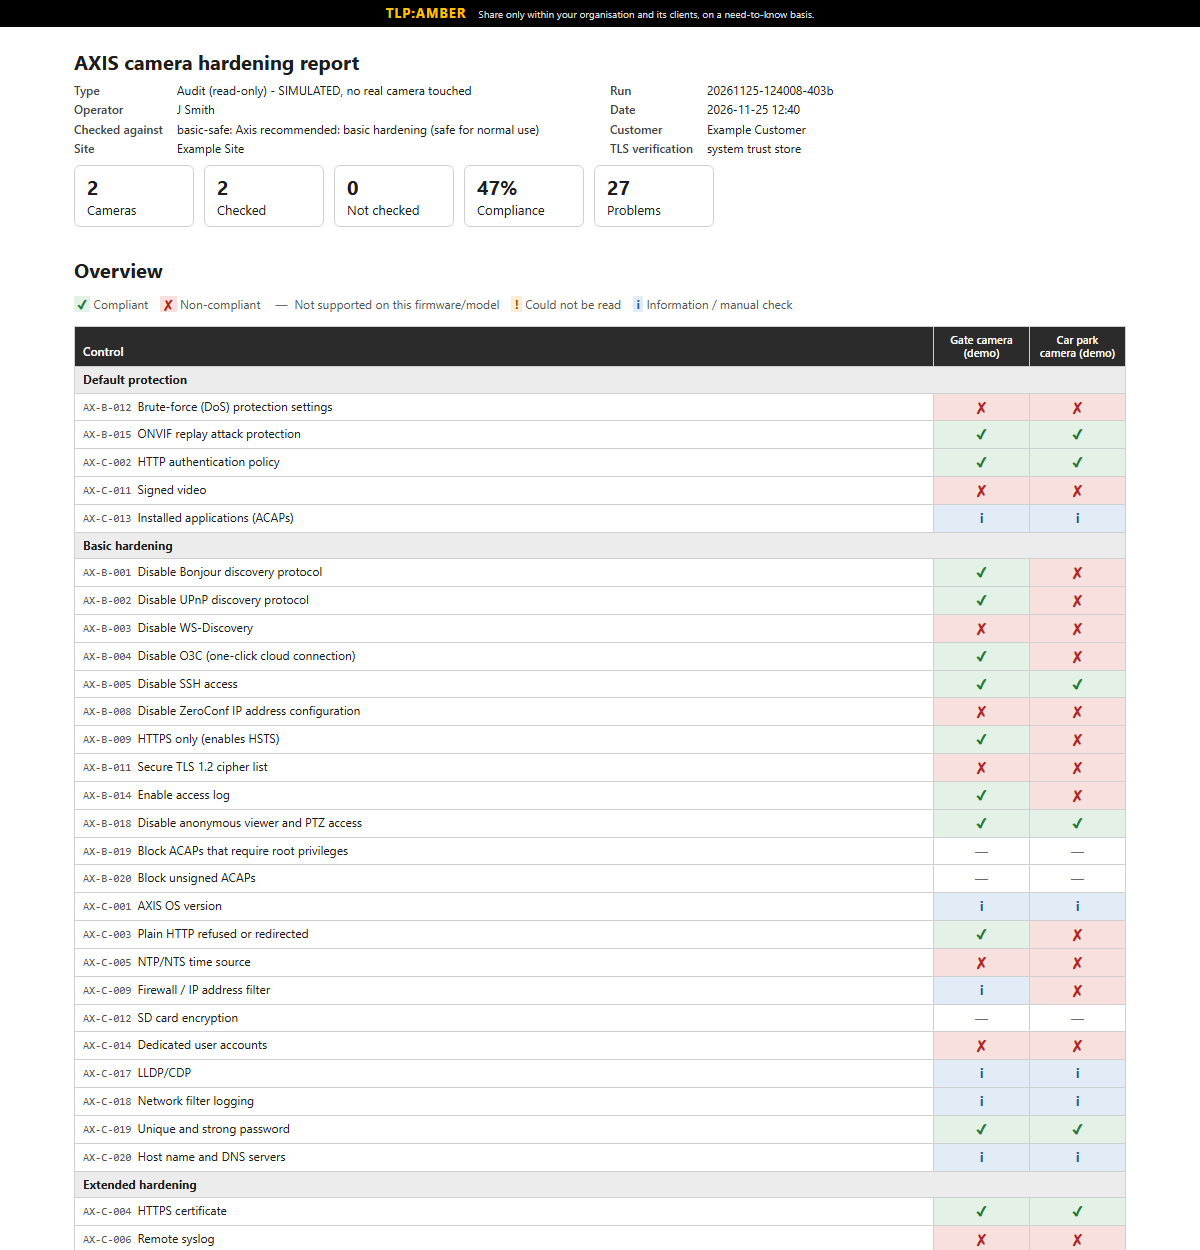 TLP:AMBER Share only within your organisation and its clients, on a need-to-know basis.
AXIS camera hardening report
Type Audit (read-only) - SIMULATED, no real camera touched Run 20261125-124008-403b
Operator J Smith Date 2026-11-25 12:40
Checked against basic-safe: Axis recommended: basic hardening (safe for normal use) Customer Example Customer
Site Example Site TLS verification system trust store
2 2 0 47% 27
Cameras Checked Not checked Compliance Problems
Overview
✓ Compliant ✗ Non-compliant — Not supported on this firmware/model ! Could not be read i Information / manual check
Control Gate camera (demo) Car park camera (demo)
Default protection
AX-B-012 Brute-force (DoS) protection settings ✗ ✗
AX-B-015 ONVIF replay attack protection ✓ ✓
AX-C-002 HTTP authentication policy ✓ ✓
AX-C-011 Signed video ✗ ✗
AX-C-013 Installed applications (ACAPs) i i
Basic hardening
AX-B-001 Disable Bonjour discovery protocol ✓ ✗
AX-B-002 Disable UPnP discovery protocol ✓ ✗
AX-B-003 Disable WS-Discovery ✗ ✗
AX-B-004 Disable O3C (one-click cloud connection) ✓ ✗
AX-B-005 Disable SSH access ✓ ✓
AX-B-008 Disable ZeroConf IP address configuration ✗ ✗
AX-B-009 HTTPS only (enables HSTS) ✓ ✗
AX-B-011 Secure TLS 1.2 cipher list ✗ ✗
AX-B-014 Enable access log ✓ ✗
AX-B-018 Disable anonymous viewer and PTZ access ✓ ✓
AX-B-019 Block ACAPs that require root privileges — —
AX-B-020 Block unsigned ACAPs — —
AX-C-001 AXIS OS version i i
AX-C-003 Plain HTTP refused or redirected ✓ ✗
AX-C-005 NTP/NTS time source ✗ ✗
AX-C-009 Firewall / IP address filter i ✗
AX-C-012 SD card encryption — —
AX-C-014 Dedicated user accounts ✗ ✗
AX-C-017 LLDP/CDP i i
AX-C-018 Network filter logging i i
AX-C-019 Unique and strong password ✓ ✓
AX-C-020 Host name and DNS servers i i
Extended hardening
AX-C-004 HTTPS certificate ✓ ✓
AX-C-006 Remote syslog ✗ ✗